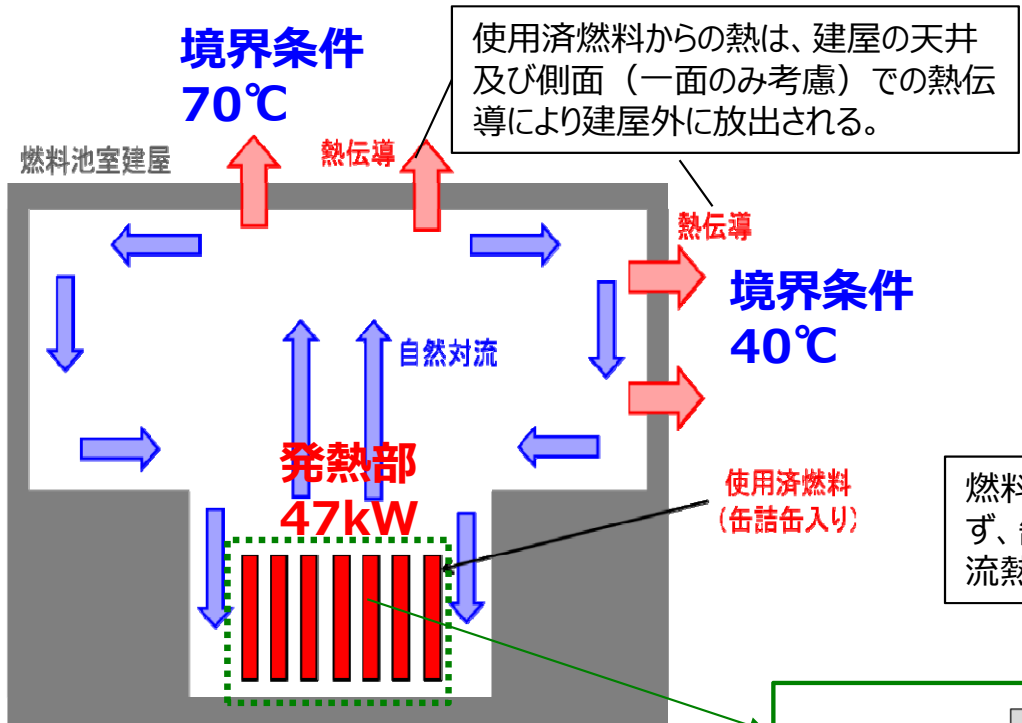 境界条件
70℃
使用済燃料からの熱は、建屋の天井
及び側面（一面のみ考慮）での熱伝
導により建屋外に放出される。
燃料池室建屋
熱伝導
熱伝導
境界条件
40℃
自然対流
発熱部
47kW
使用済燃料
(缶詰缶入り)
燃料
ず、
流熱